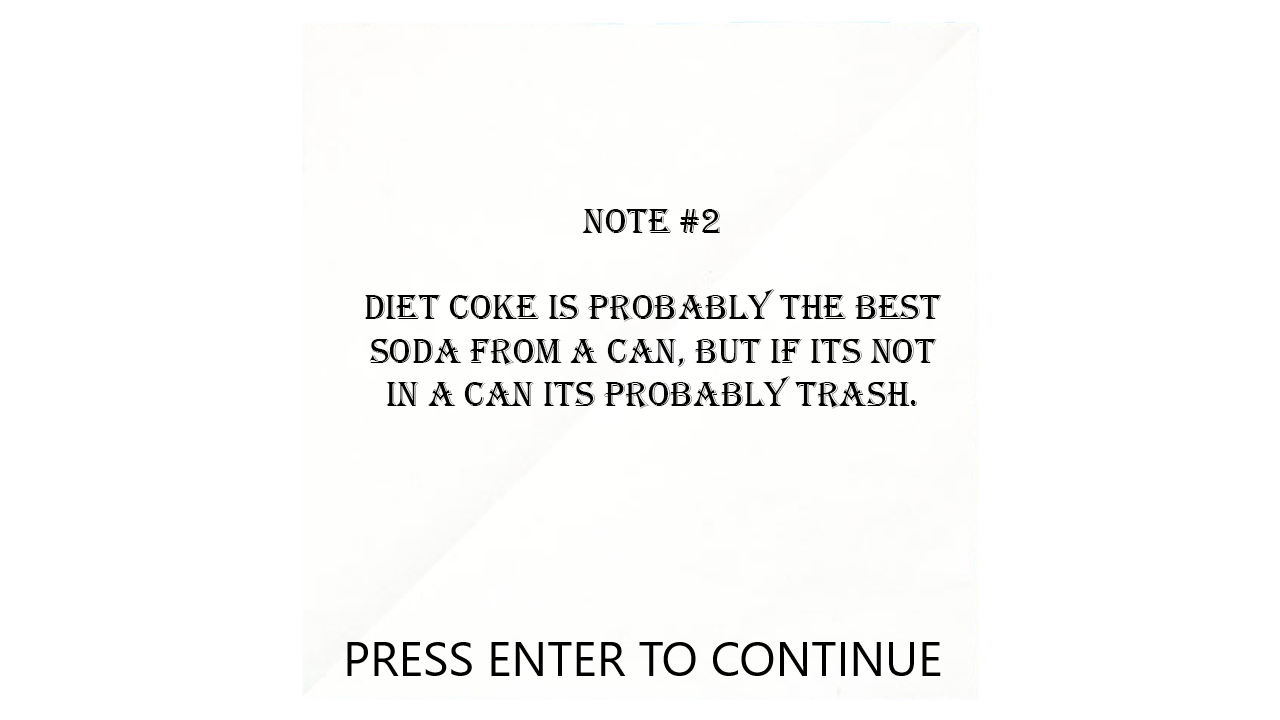 NOTE #2
DIET COKE IS PROBABLY THE BEST
SODA FROM A CAN, BUT IF ITS NOT
IN A CAN ITS PROBABLY TRASH.
PRESS ENTER TO CONTINUE